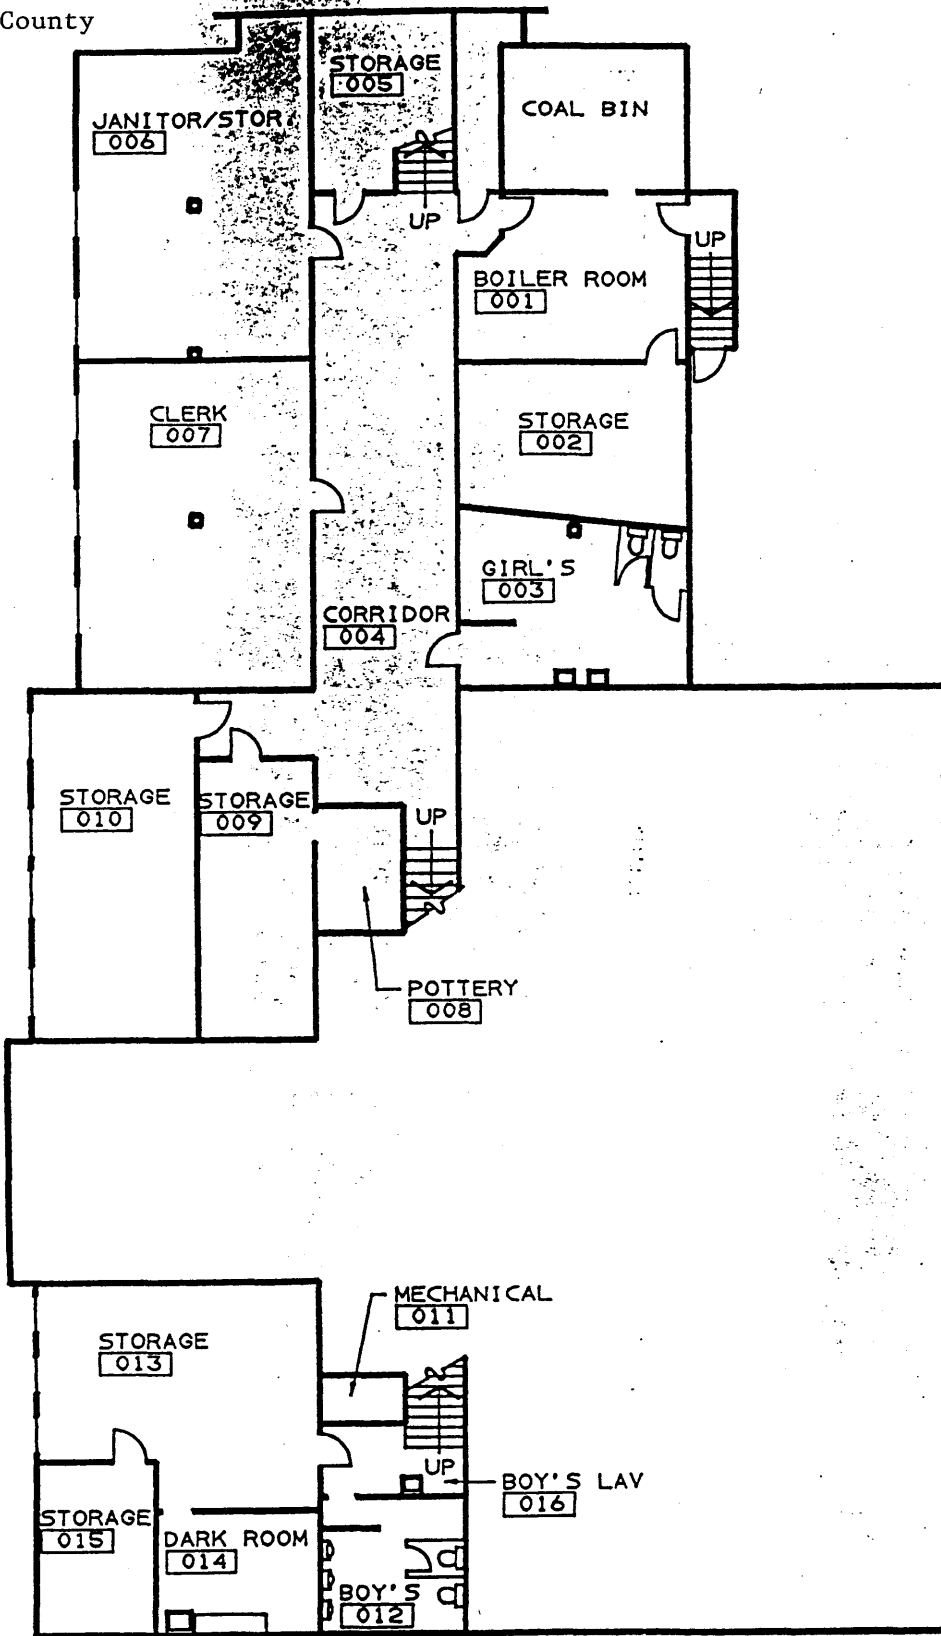 County
STORAGE
005
COAL BIN
JANITOR/STOR.
006
UP
UP
BOILER ROOM
001
CLERK
007
STORAGE
002
GIRL'S
003
CORRIDOR
004
STORAGE
010
STORAGE
009
UP
POTTERY
008
MECHANICAL
011
STORAGE
013
UP
BOY'S LAV
016
STORAGE
015
DARK ROOM
014
BOY'S
012